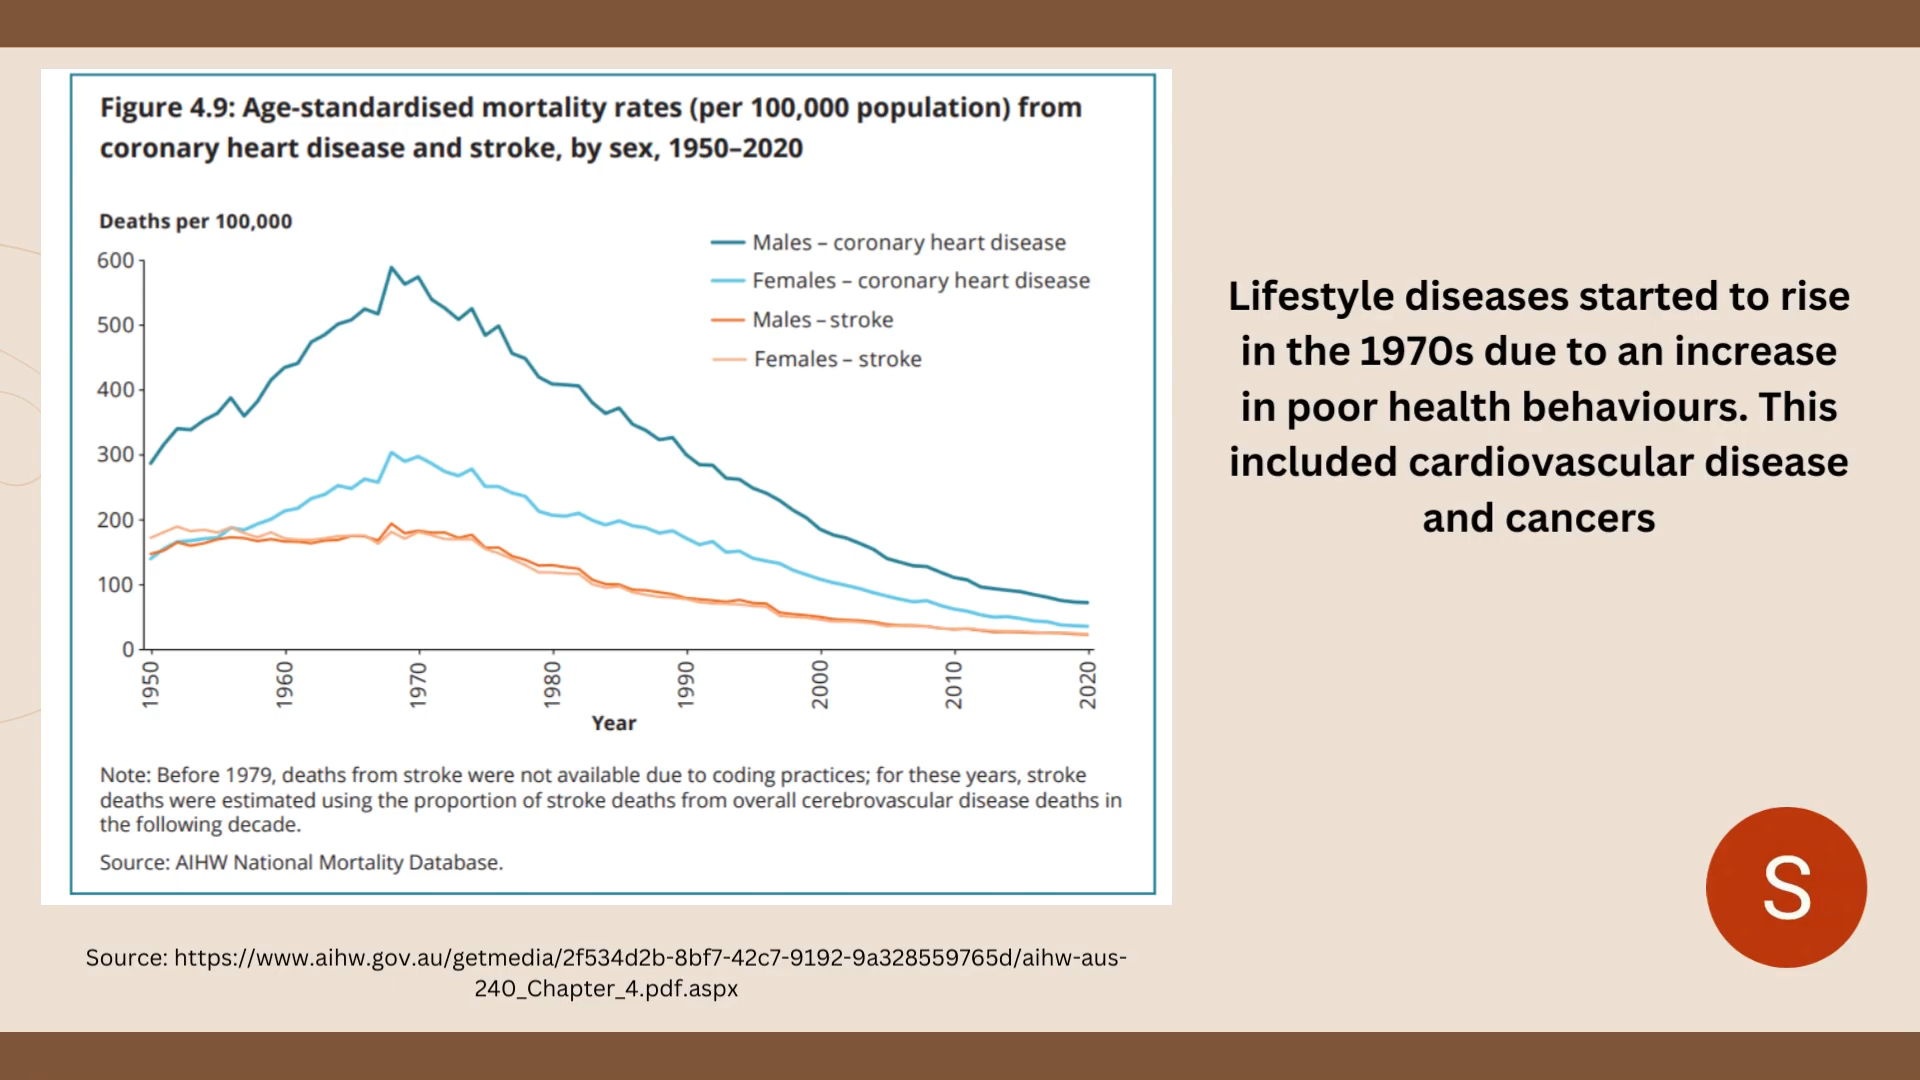 Figure 4.9: Age-standardised mortality rates (per 100,000 population) from
coronary heart disease and stroke, by sex, 1950–2020
Deaths per 100,000
Males – coronary heart disease
Females – coronary heart disease
Males – stroke
Females – stroke
600
500
400
300
200
100
0
1950
1960
1970
1980
1990
2000
2010
2020
Year
Note: Before 1979, deaths from stroke were not available due to coding practices; for these years, stroke
deaths were estimated using the proportion of stroke deaths from overall cerebrovascular disease deaths in
the following decade.
Source: AIHW National Mortality Database.
Source: https://www.aihw.gov.au/getmedia/2f534d2b-8bf7-42c7-9192-9a328559765d/aihw-aus-
240_Chapter_4.pdf.aspx
Lifestyle diseases started to rise
in the 1970s due to an increase
in poor health behaviours. This
included cardiovascular disease
and cancers
S